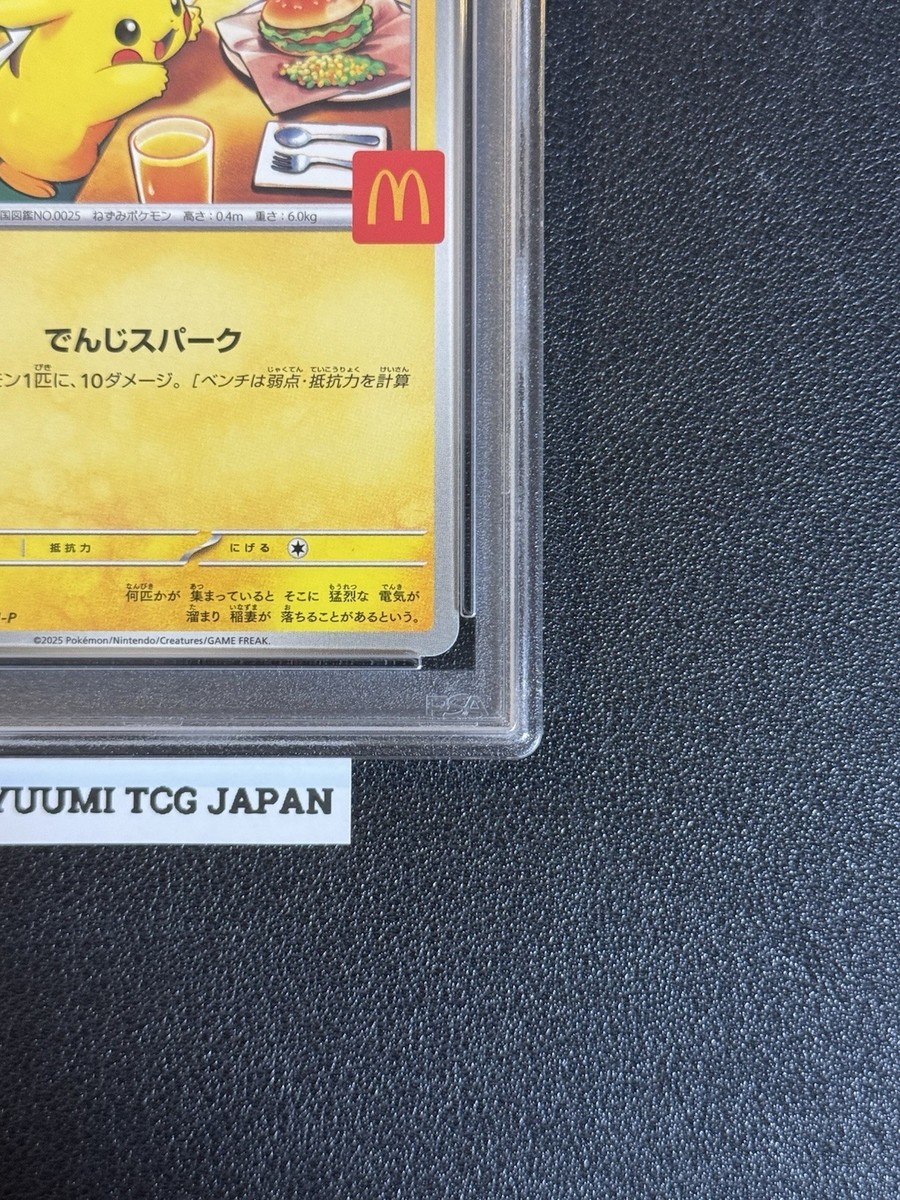 国図鑑NO.0025 ねずみポケモン 高さ:0.4m 重さ:6.0kg
でんじスパーク
モン1匹に、10ダメージ。[ベンチは弱点・抵抗力を計算
抵抗力 にげる
何匹かが 集まっていると そこに 猛烈な 電気が
溜まり 稲妻が 落ちることがあるという。
-P
©2025 Pokémon/Nintendo/Creatures/GAME FREAK.
PSA
YUUMI TCG JAPAN